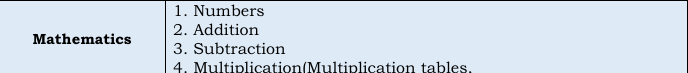 Mathematics
1. Numbers
2. Addition
3. Subtraction
4. Multiplication(Multiplication tables,